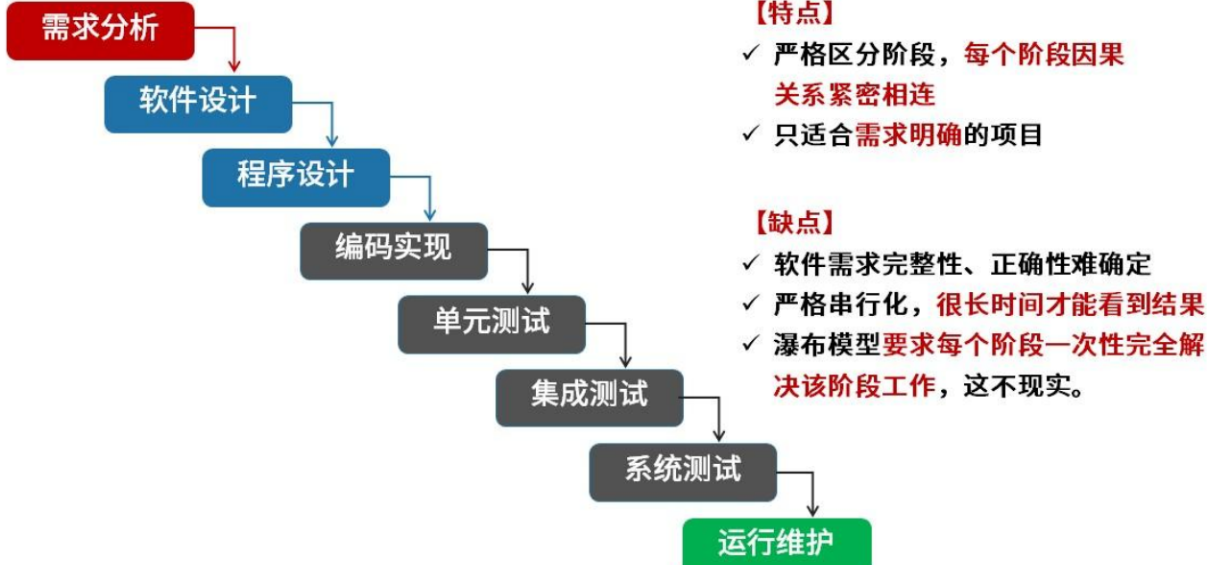 需求分析
软件设计
程序设计
编码实现
单元测试
集成测试
系统测试
运行维护
【特点】
✓ 严格区分阶段，每个阶段因果
关系紧密相连
✓ 只适合需求明确的项目
【缺点】
✓ 软件需求完整性、正确性难确定
✓ 严格串行化，很长时间才能看到结果
✓ 瀑布模型要求每个阶段一次性完全解
决该阶段工作，这不现实。